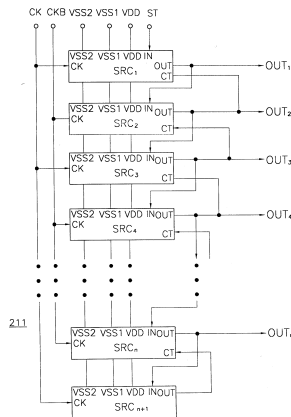 CK CKB VSS2 VSS1 VDD ST
VSS2 VSS1 VDD IN OUT
CK SRC1 CT
OUT1
VSS2 VSS1 VDD IN OUT
CK SRC2 CT
OUT2
VSS2 VSS1 VDD IN OUT
CK SRC3 CT
OUT3
VSS2 VSS1 VDD IN OUT
CK SRC4 CT
OUT4
211
VSS2 VSS1 VDD IN OUT
CK SRCn CT
VSS2 VSS1 VDD IN OUT
CK SRC n+1